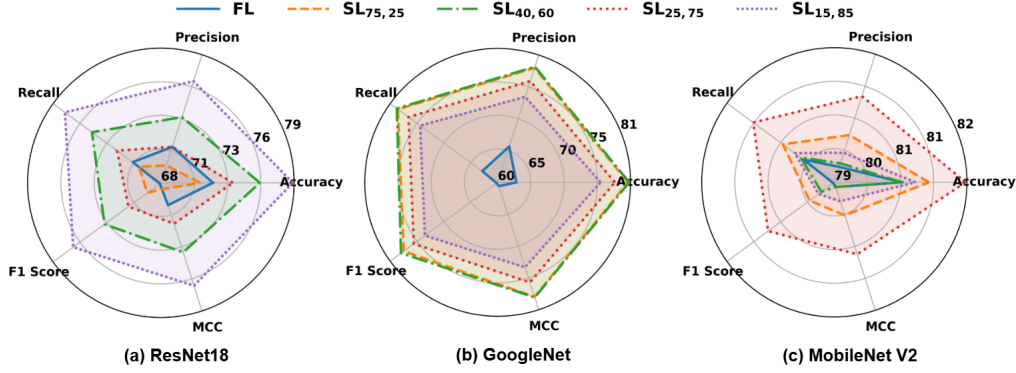 FL SL75,25 SL40,60 SL25,75 SL15,85
Precision
Recall
F1 Score
MCC
Accuracy
68
71
73
76
79
(a) ResNet18
Precision
Recall
F1 Score
MCC
Accuracy
60
65
70
75
81
(b) GoogleNet
Precision
Recall
F1 Score
MCC
Accuracy
79
80
81
81
82
(c) MobileNet V2